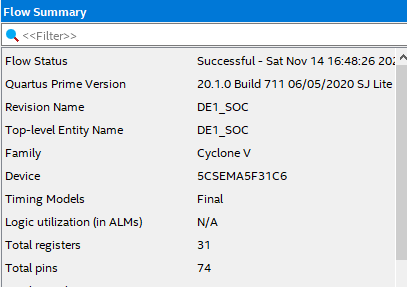 Flow Summary
<<Filter>>
Flow Status Successful - Sat Nov 14 16:48:26 202
Quartus Prime Version 20.1.0 Build 711 06/05/2020 SJ Lite
Revision Name DE1_SOC
Top-level Entity Name DE1_SOC
Family Cyclone V
Device 5CSEMA5F31C6
Timing Models Final
Logic utilization (in ALMs) N/A
Total registers 31
Total pins 74